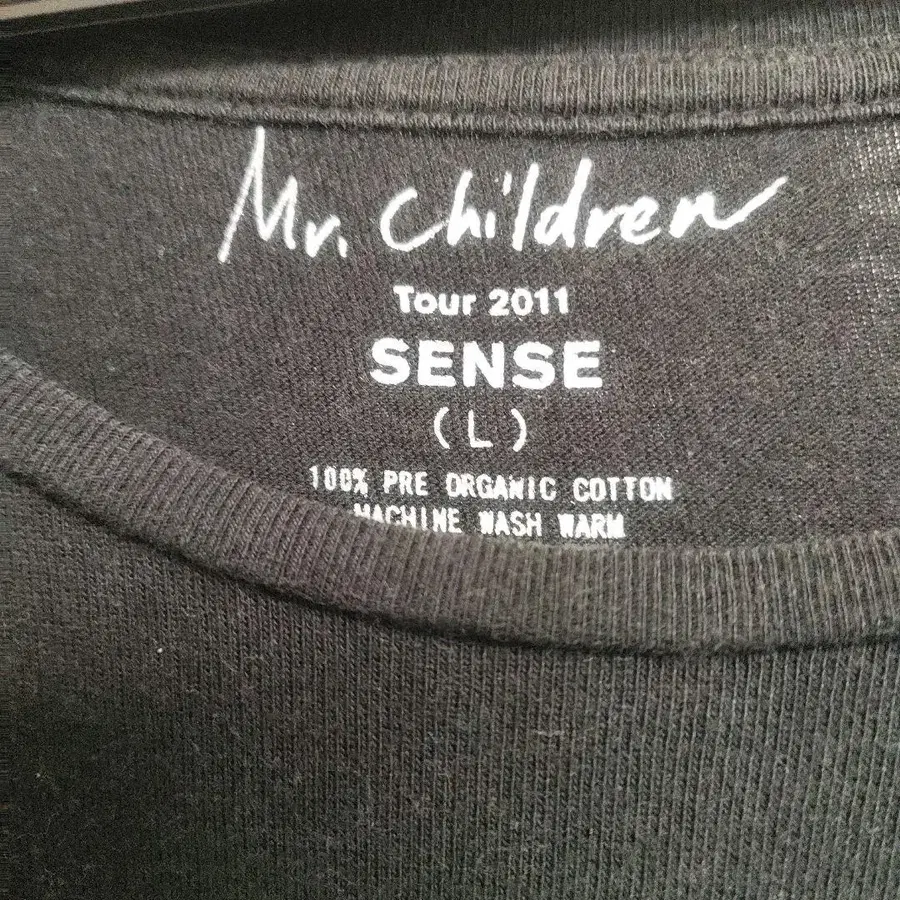 Mr. Children
Tour 2011
SENSE
(L)
100% PRE ORGANIC COTTON
MACHINE WASH WARM